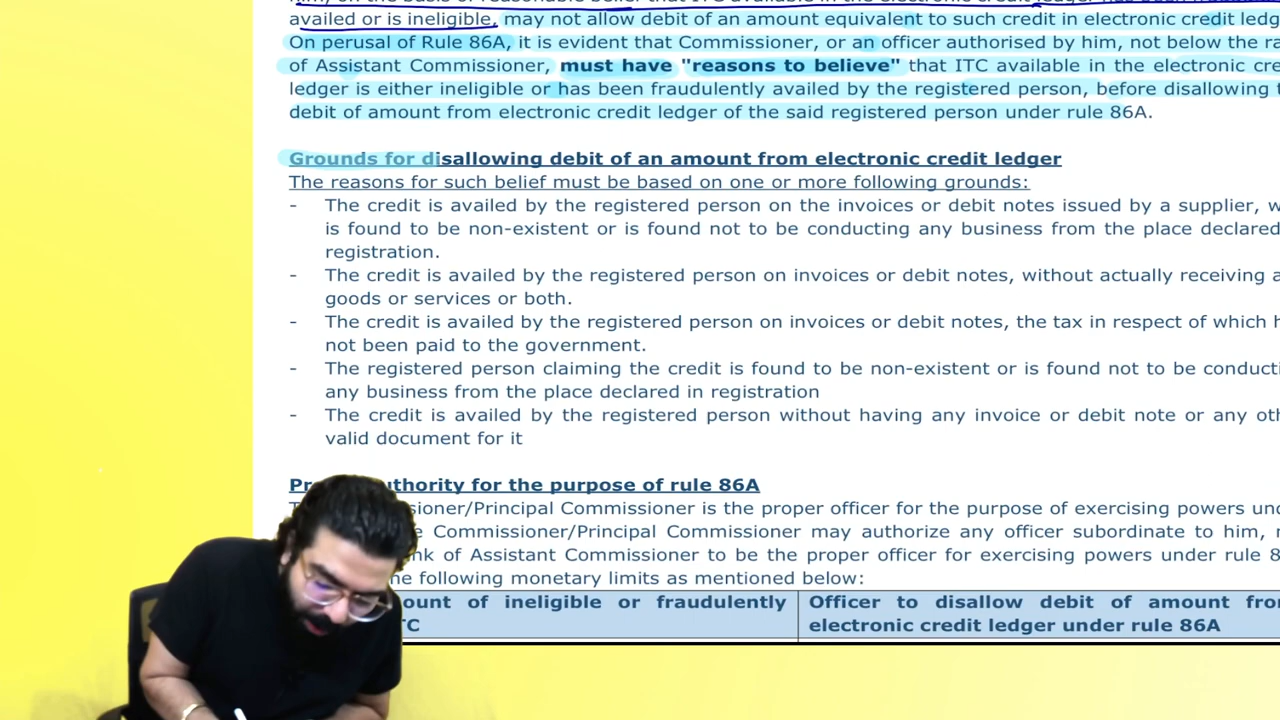 availed or is ineligible, may not allow debit of an amount equivalent to such credit in electronic credit ledg
On perusal of Rule 86A, it is evident that Commissioner, or an officer authorised by him, not below the ra
of Assistant Commissioner, must have "reasons to believe" that ITC available in the electronic cre
ledger is either ineligible or has been fraudulently availed by the registered person, before disallowing t
debit of amount from electronic credit ledger of the said registered person under rule 86A.
Grounds for disallowing debit of an amount from electronic credit ledger
The reasons for such belief must be based on one or more following grounds:
- The credit is availed by the registered person on the invoices or debit notes issued by a supplier, w
is found to be non-existent or is found not to be conducting any business from the place declared
registration.
- The credit is availed by the registered person on invoices or debit notes, without actually receiving a
goods or services or both.
- The credit is availed by the registered person on invoices or debit notes, the tax in respect of which h
not been paid to the government.
- The registered person claiming the credit is found to be non-existent or is found not to be conducti
any business from the place declared in registration
- The credit is availed by the registered person without having any invoice or debit note or any oth
valid document for it
Pr uthority for the purpose of rule 86A
sioner/Principal Commissioner is the proper officer for the purpose of exercising powers und
Commissioner/Principal Commissioner may authorize any officer subordinate to him, n
nk of Assistant Commissioner to be the proper officer for exercising powers under rule 8
he following monetary limits as mentioned below:
ount of ineligible or fraudulently
TC
Officer to disallow debit of amount fro
electronic credit ledger under rule 86A